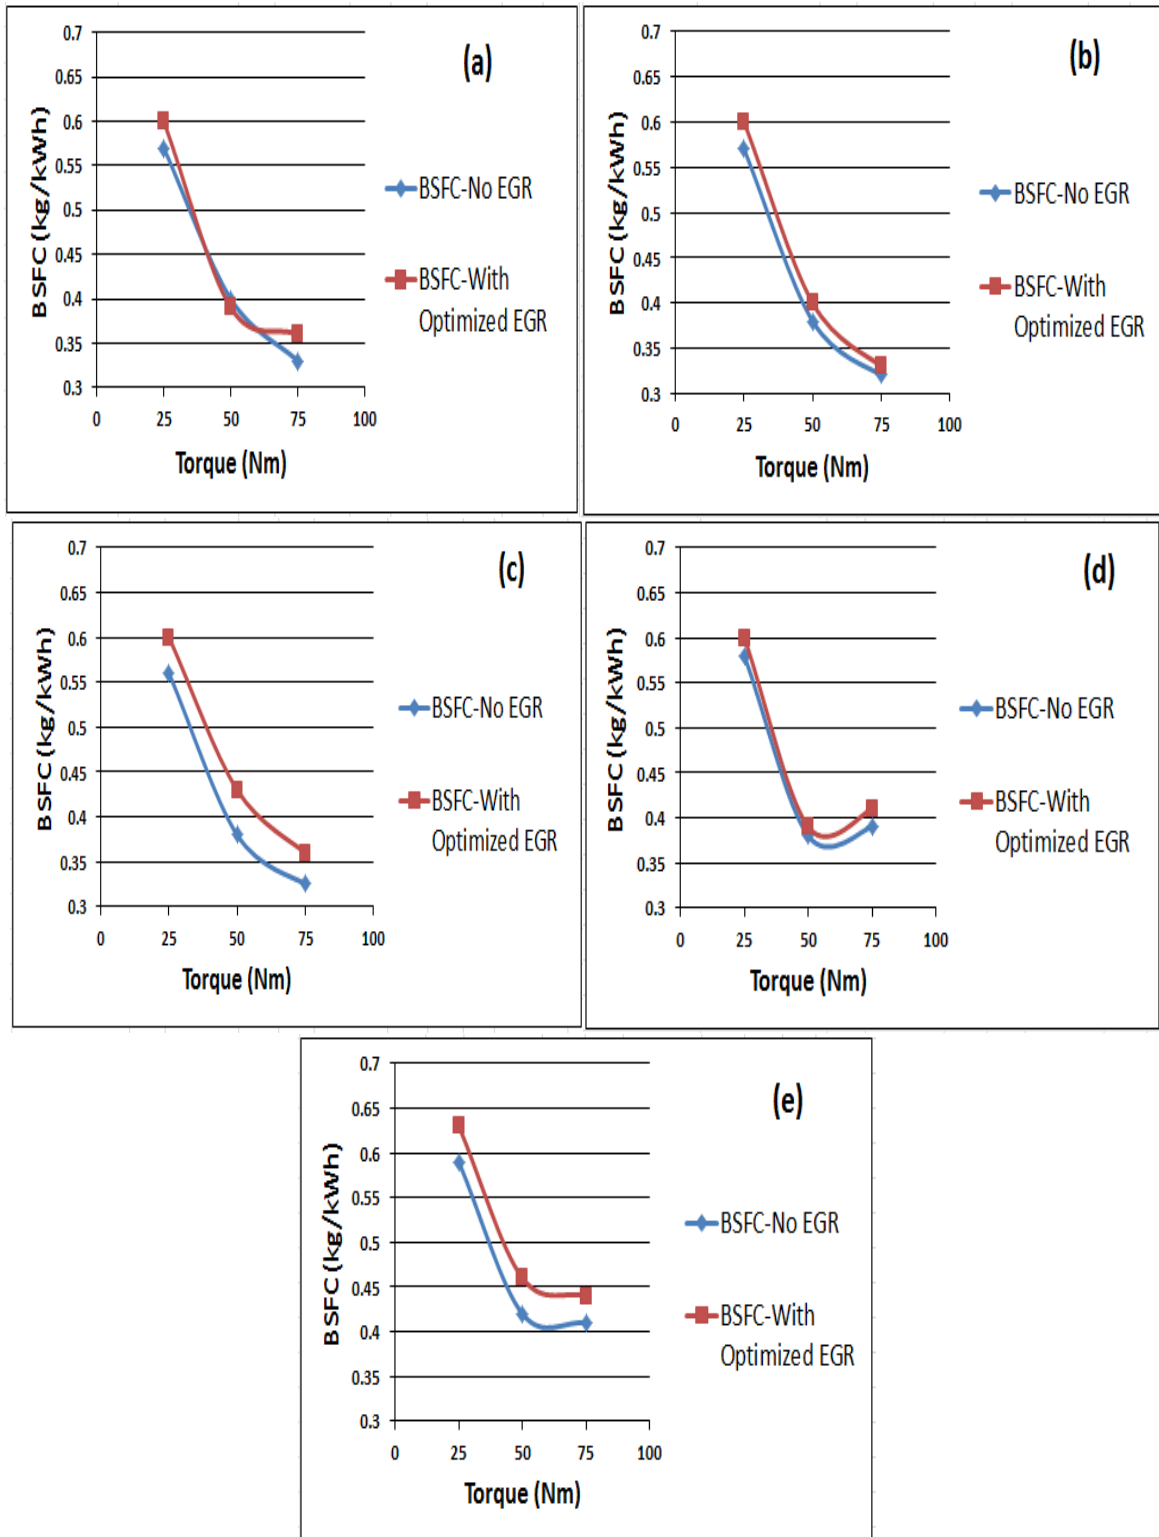 (a)
BSFC (kg/kWh)
0.7
0.65
0.6
0.55
0.5
0.45
0.4
0.35
0.3
0 25 50 75 100
Torque (Nm)
BSFC-No EGR
BSFC-With
Optimized EGR
(b)
BSFC (kg/kWh)
0.7
0.65
0.6
0.55
0.5
0.45
0.4
0.35
0.3
0 25 50 75 100
Torque (Nm)
BSFC-No EGR
BSFC-With
Optimized EGR
(c)
BSFC (kg/kWh)
0.7
0.65
0.6
0.55
0.5
0.45
0.4
0.35
0.3
0 25 50 75 100
Torque (Nm)
BSFC-No EGR
BSFC-With
Optimized EGR
(d)
BSFC (kg/kWh)
0.7
0.65
0.6
0.55
0.5
0.45
0.4
0.35
0.3
0 25 50 75 100
Torque (Nm)
BSFC-No EGR
BSFC-With
Optimized EGR
(e)
BSFC (kg/kWh)
0.7
0.65
0.6
0.55
0.5
0.45
0.4
0.35
0.3
0 25 50 75 100
Torque (Nm)
BSFC-No EGR
BSFC-With
Optimized EGR